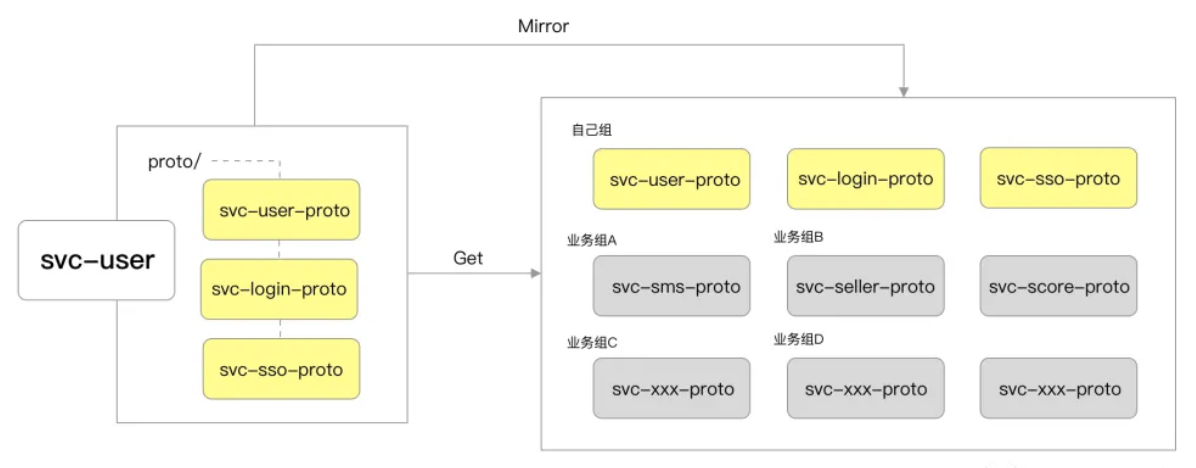 Mirror
自己组
proto/
svc-user-proto
svc-login-proto
svc-sso-proto
svc-user-proto
业务组A
业务组B
svc-user
Get
svc-login-proto
svc-sms-proto
svc-seller-proto
svc-score-proto
业务组C
业务组D
svc-sso-proto
svc-xxx-proto
svc-xxx-proto
svc-xxx-proto